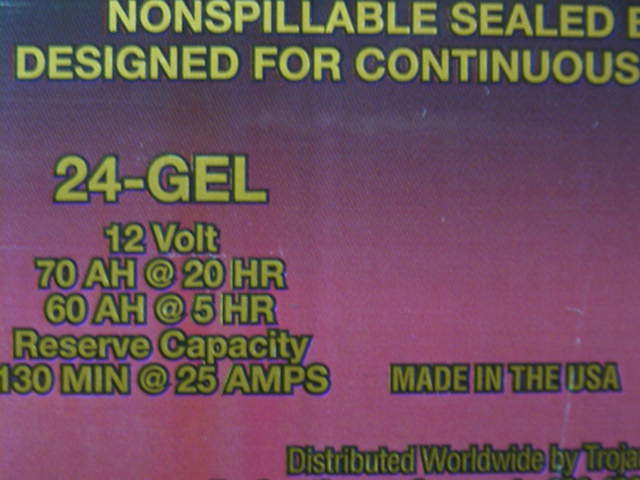 NONSPILLABLE SEALED
DESIGNED FOR CONTINUOUS
24-GEL
12 Volt
70 AH @ 20 HR
60 AH @ 5 HR
Reserve Capacity
130 MIN @ 25 AMPS
MADE IN THE USA
Distributed Worldwide by